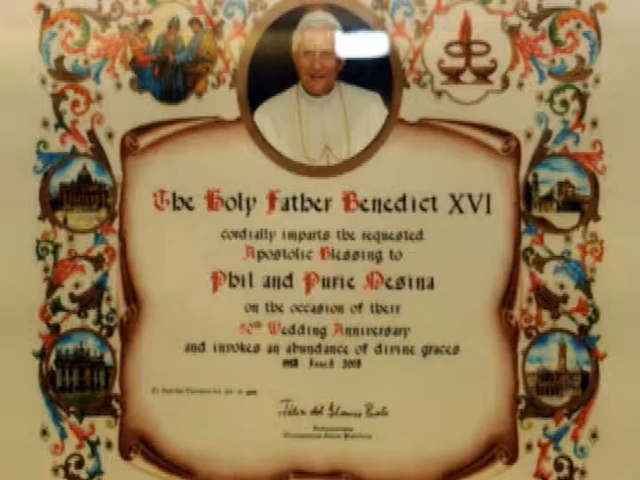 The Holy Father Benedict XVI
cordially imparts the requested
Apostolic Blessing to
Phil and Purie Mesina
on the occasion of their
50th Wedding Anniversary
and invokes an abundance of divine graces